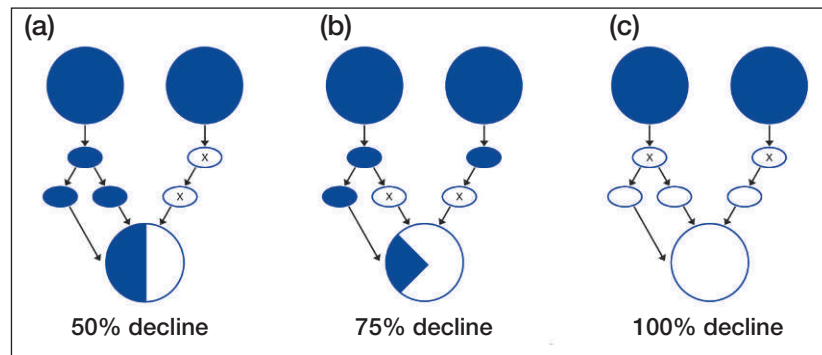 (a) (b) (c)
x x x
x x x
50% decline 75% decline 100% decline